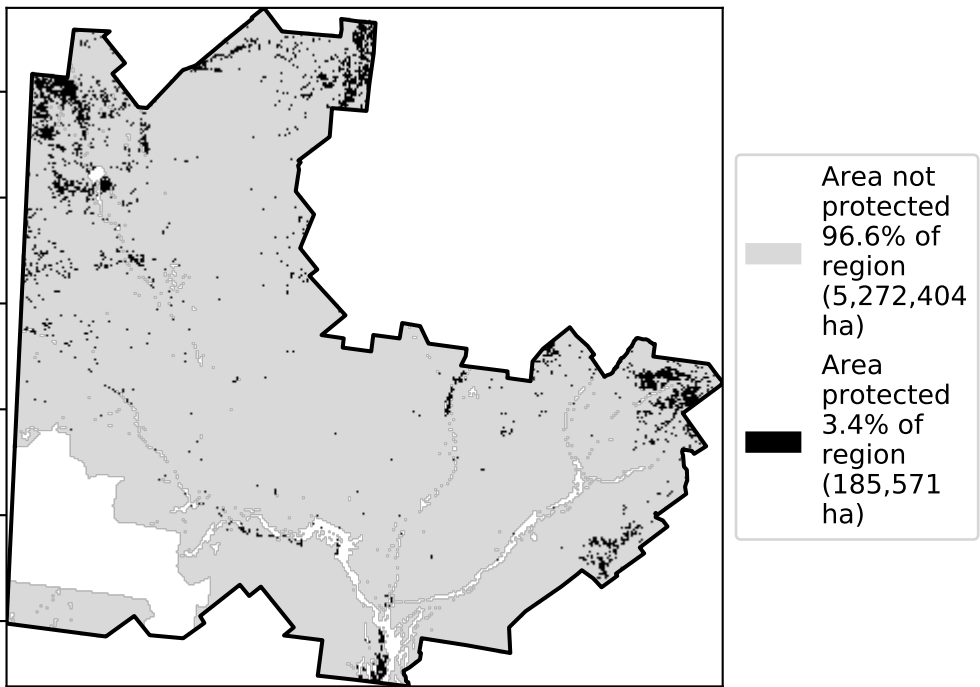 Area not
protected
96.6% of
region
(5,272,404
ha)
Area
protected
3.4% of
region
(185,571
ha)